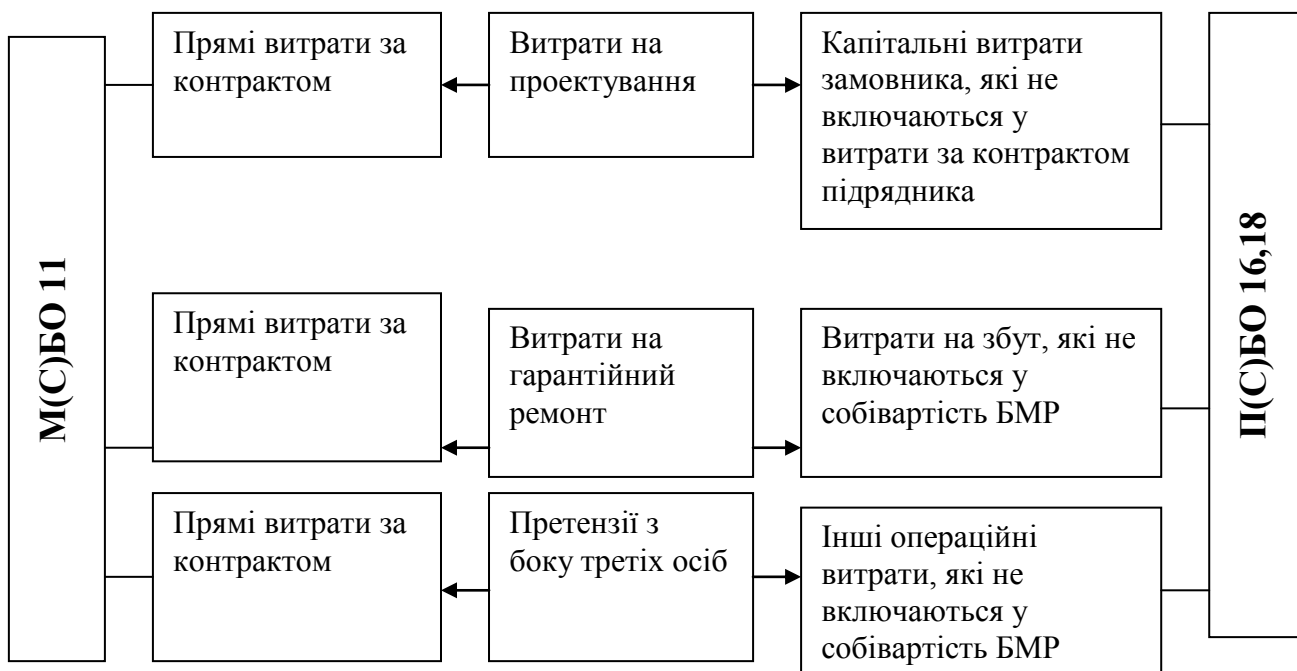 М(С)БО 11
Прямі витрати за
контрактом
Витрати на
проектування
Капітальні витрати
замовника, які не
включаються у
витрати за контрактом
підрядника
Прямі витрати за
контрактом
Витрати на
гарантійний
ремонт
Витрати на збут, які не
включаються у
собівартість БМР
Прямі витрати за
контрактом
Претензії з
боку третіх осіб
Інші операційні
витрати, які не
включаються у
собівартість БМР
П(С)БО 16,18